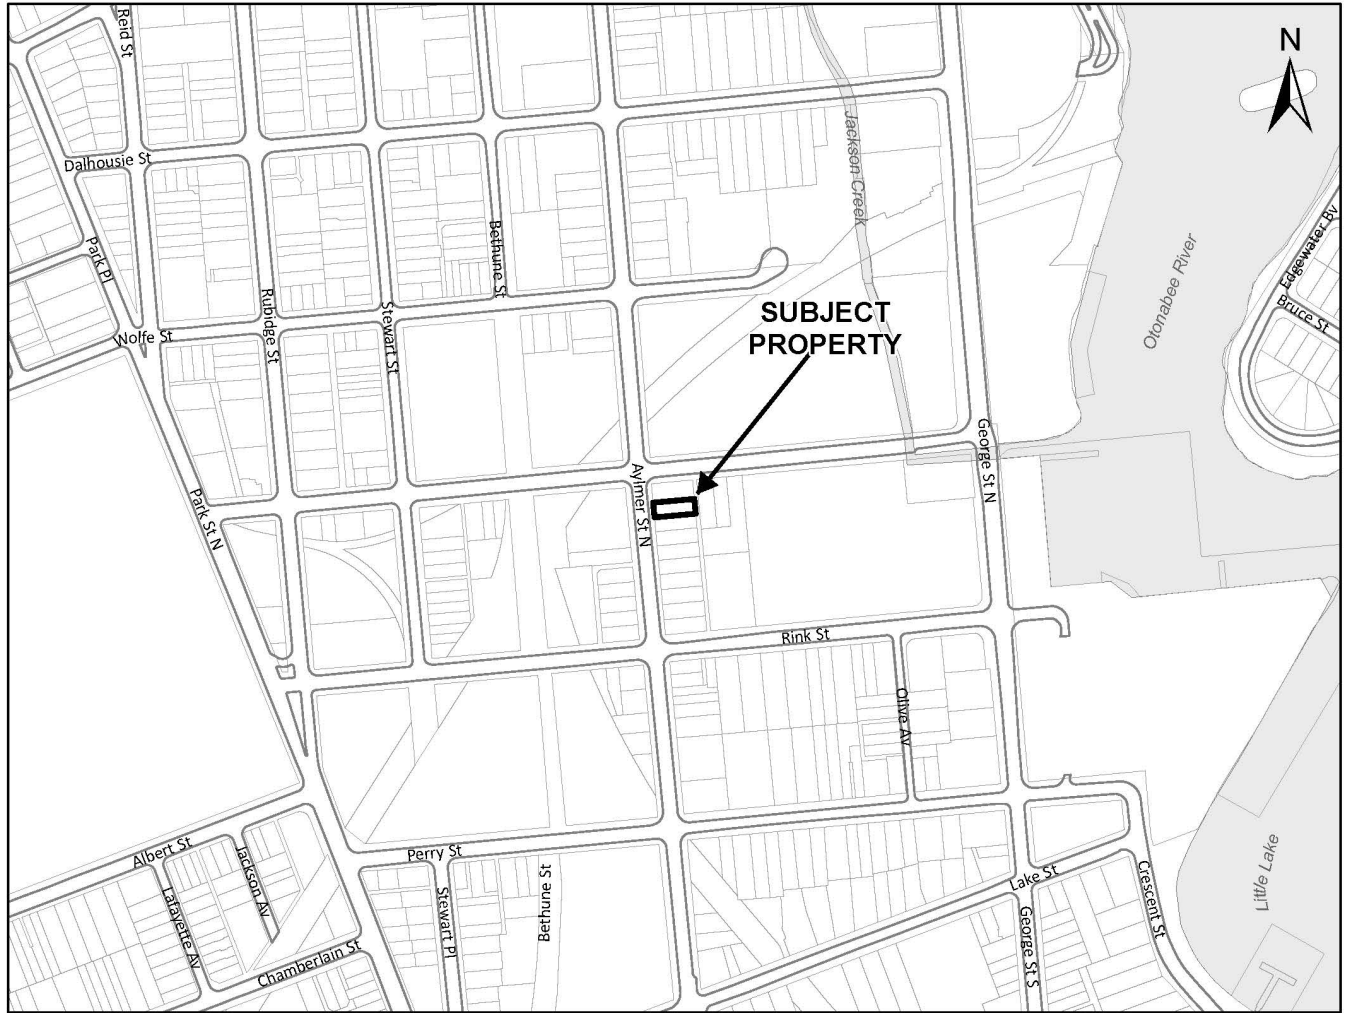 Reid St
N
Dalhousie St
Jackson Creek
Edgewater Bv
Park Pl
Bethune St
Otonabee River
Rubidge St
Stewart St
Bruce St
SUBJECT
PROPERTY
Wolfe St
George St N
Aylmer St N
Park St N
Rink St
Olive Av
Albert St
Jackson Av
Perry St
Little Lake
Lafayette Av
Stewart Pl
Bethune St
Lake St
Crescent St
George St S
Chamberlain St